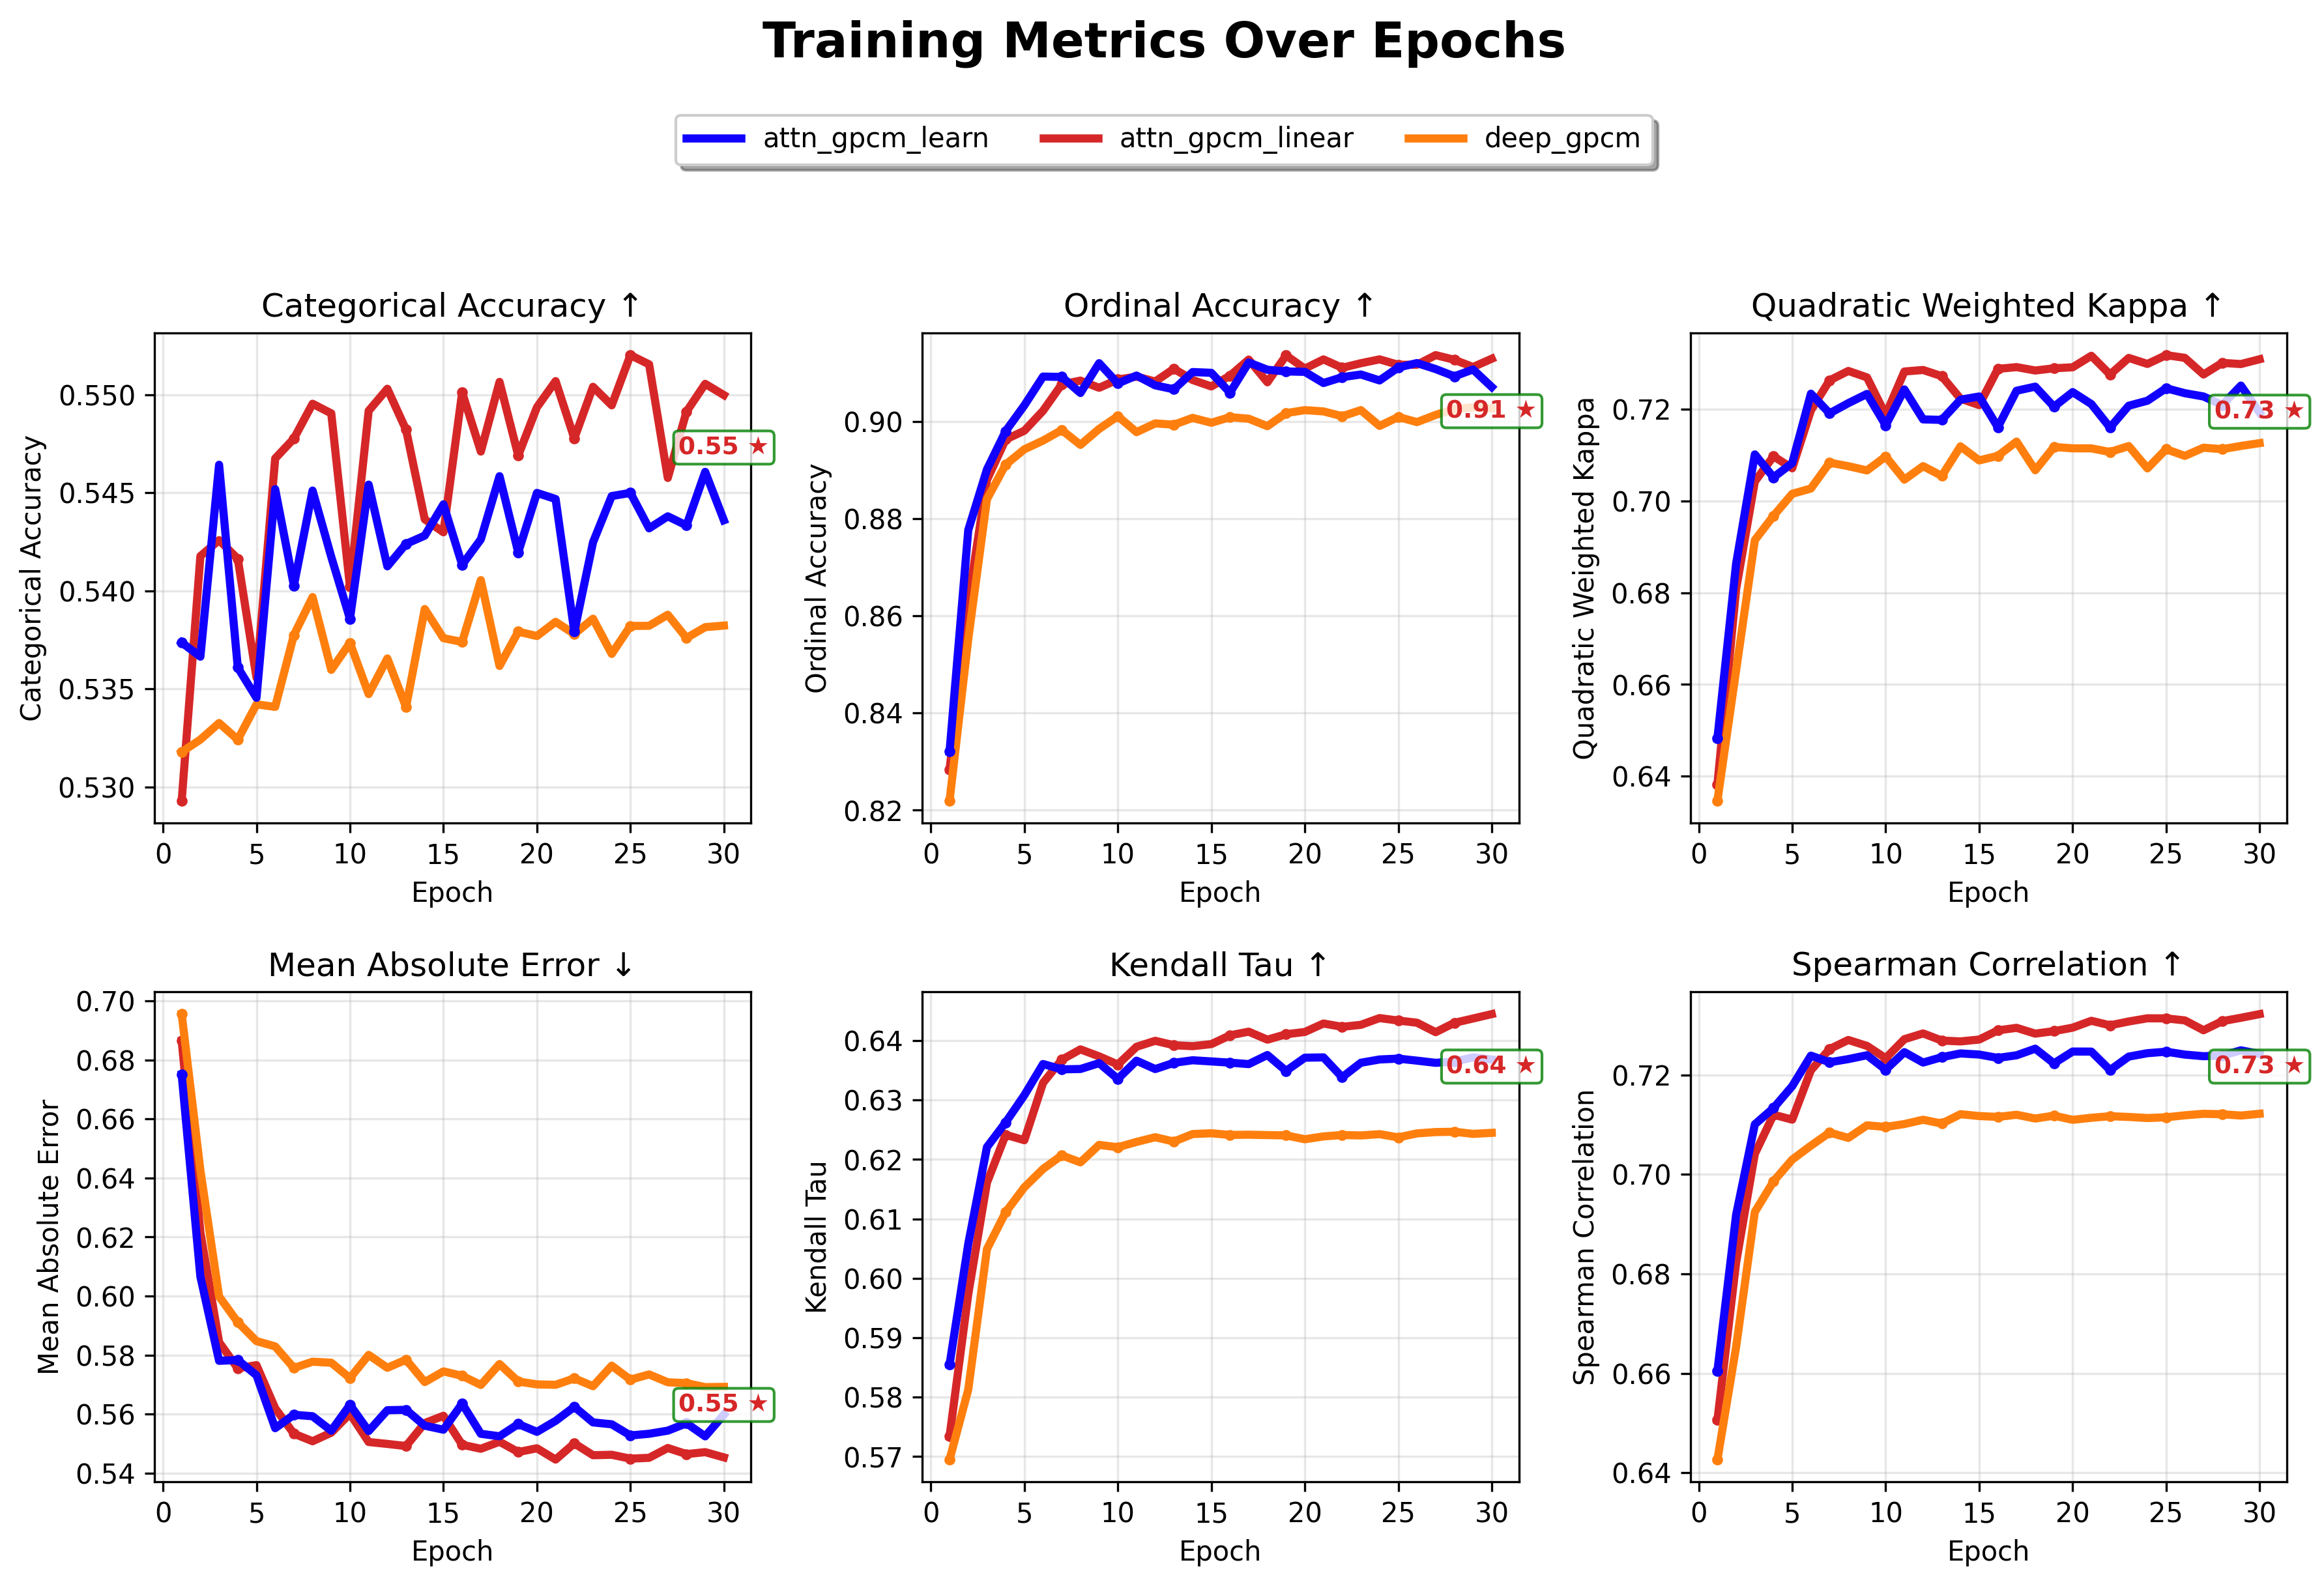 Training Metrics Over Epochs
attn_gpcm_learn attn_gpcm_linear deep_gpcm
Categorical Accuracy ↑
Categorical Accuracy
0.550
0.545
0.540
0.535
0.530
0.55 ★
0 5 10 15 20 25 30
Epoch
Ordinal Accuracy ↑
Ordinal Accuracy
0.90
0.88
0.86
0.84
0.82
0.91 ★
0 5 10 15 20 25 30
Epoch
Quadratic Weighted Kappa ↑
Quadratic Weighted Kappa
0.72
0.70
0.68
0.66
0.64
0.73 ★
0 5 10 15 20 25 30
Epoch
Mean Absolute Error ↓
Mean Absolute Error
0.70
0.68
0.66
0.64
0.62
0.60
0.58
0.56
0.54
0.55 ★
0 5 10 15 20 25 30
Epoch
Kendall Tau ↑
Kendall Tau
0.64
0.63
0.62
0.61
0.60
0.59
0.58
0.57
0.64 ★
0 5 10 15 20 25 30
Epoch
Spearman Correlation ↑
Spearman Correlation
0.72
0.70
0.68
0.66
0.64
0.73 ★
0 5 10 15 20 25 30
Epoch